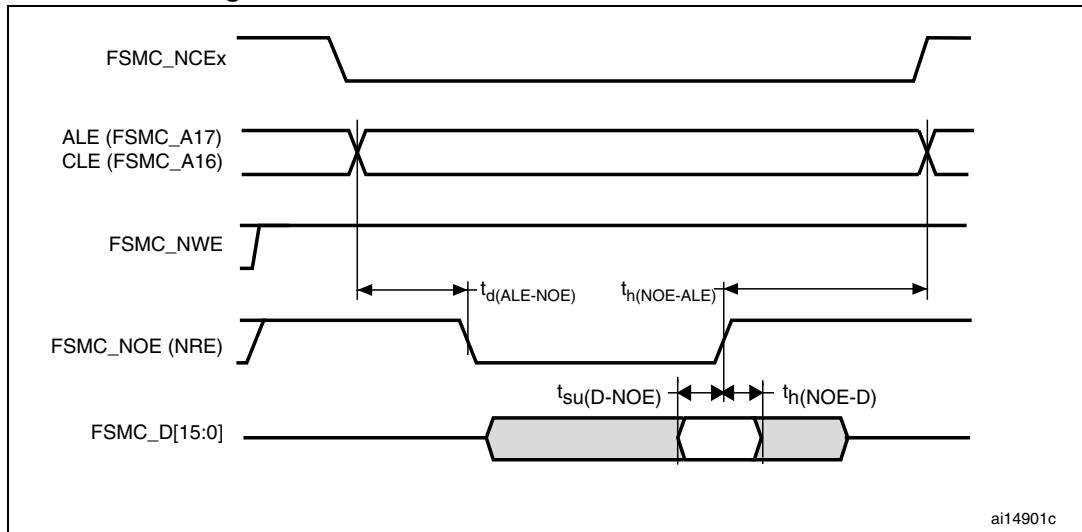 FSMC_NCEx
ALE (FSMC_A17)
CLE (FSMC_A16)
FSMC_NWE
td(ALE-NOE) th(NOE-ALE)
FSMC_NOE (NRE)
tsu(D-NOE) th(NOE-D)
FSMC_D[15:0]
ai14901c